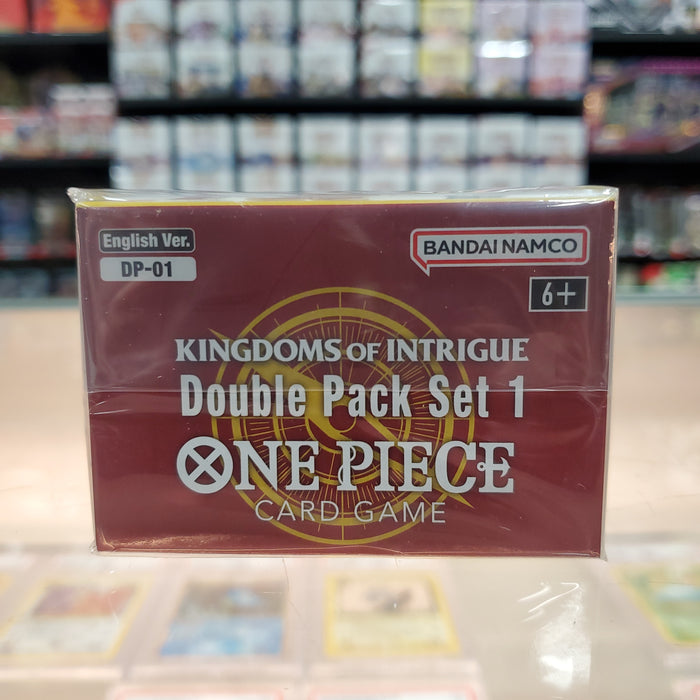 English Ver.
DP-01
BANDAI NAMCO
6+
KINGDOMS OF INTRIGUE
Double Pack Set 1
ONE PIECE
CARD GAME